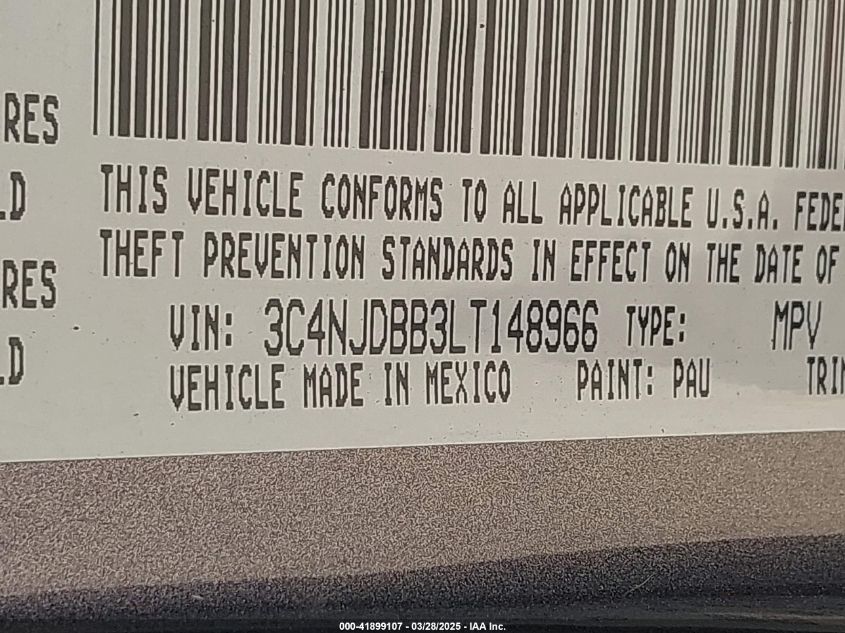 RES
LD
RES
LD
THIS VEHICLE CONFORMS TO ALL APPLICABLE U.S.A. FEDE
THEFT PREVENTION STANDARDS IN EFFECT ON THE DATE OF
VIN: 3C4NJDBB3LT148966 TYPE: MPV
VEHICLE MADE IN MEXICO PAINT: PAU TRIM
000-41899107 - 03/28/2025 - IAA Inc.